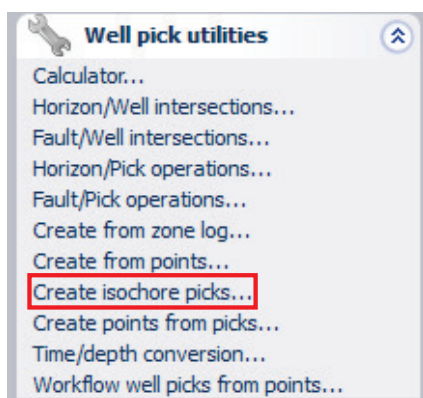 Well pick utilities
Calculator...
Horizon/Well intersections...
Fault/Well intersections...
Horizon/Pick operations...
Fault/Pick operations...
Create from zone log...
Create from points...
Create isochore picks...
Create points from picks...
Time/depth conversion...
Workflow well picks from points...